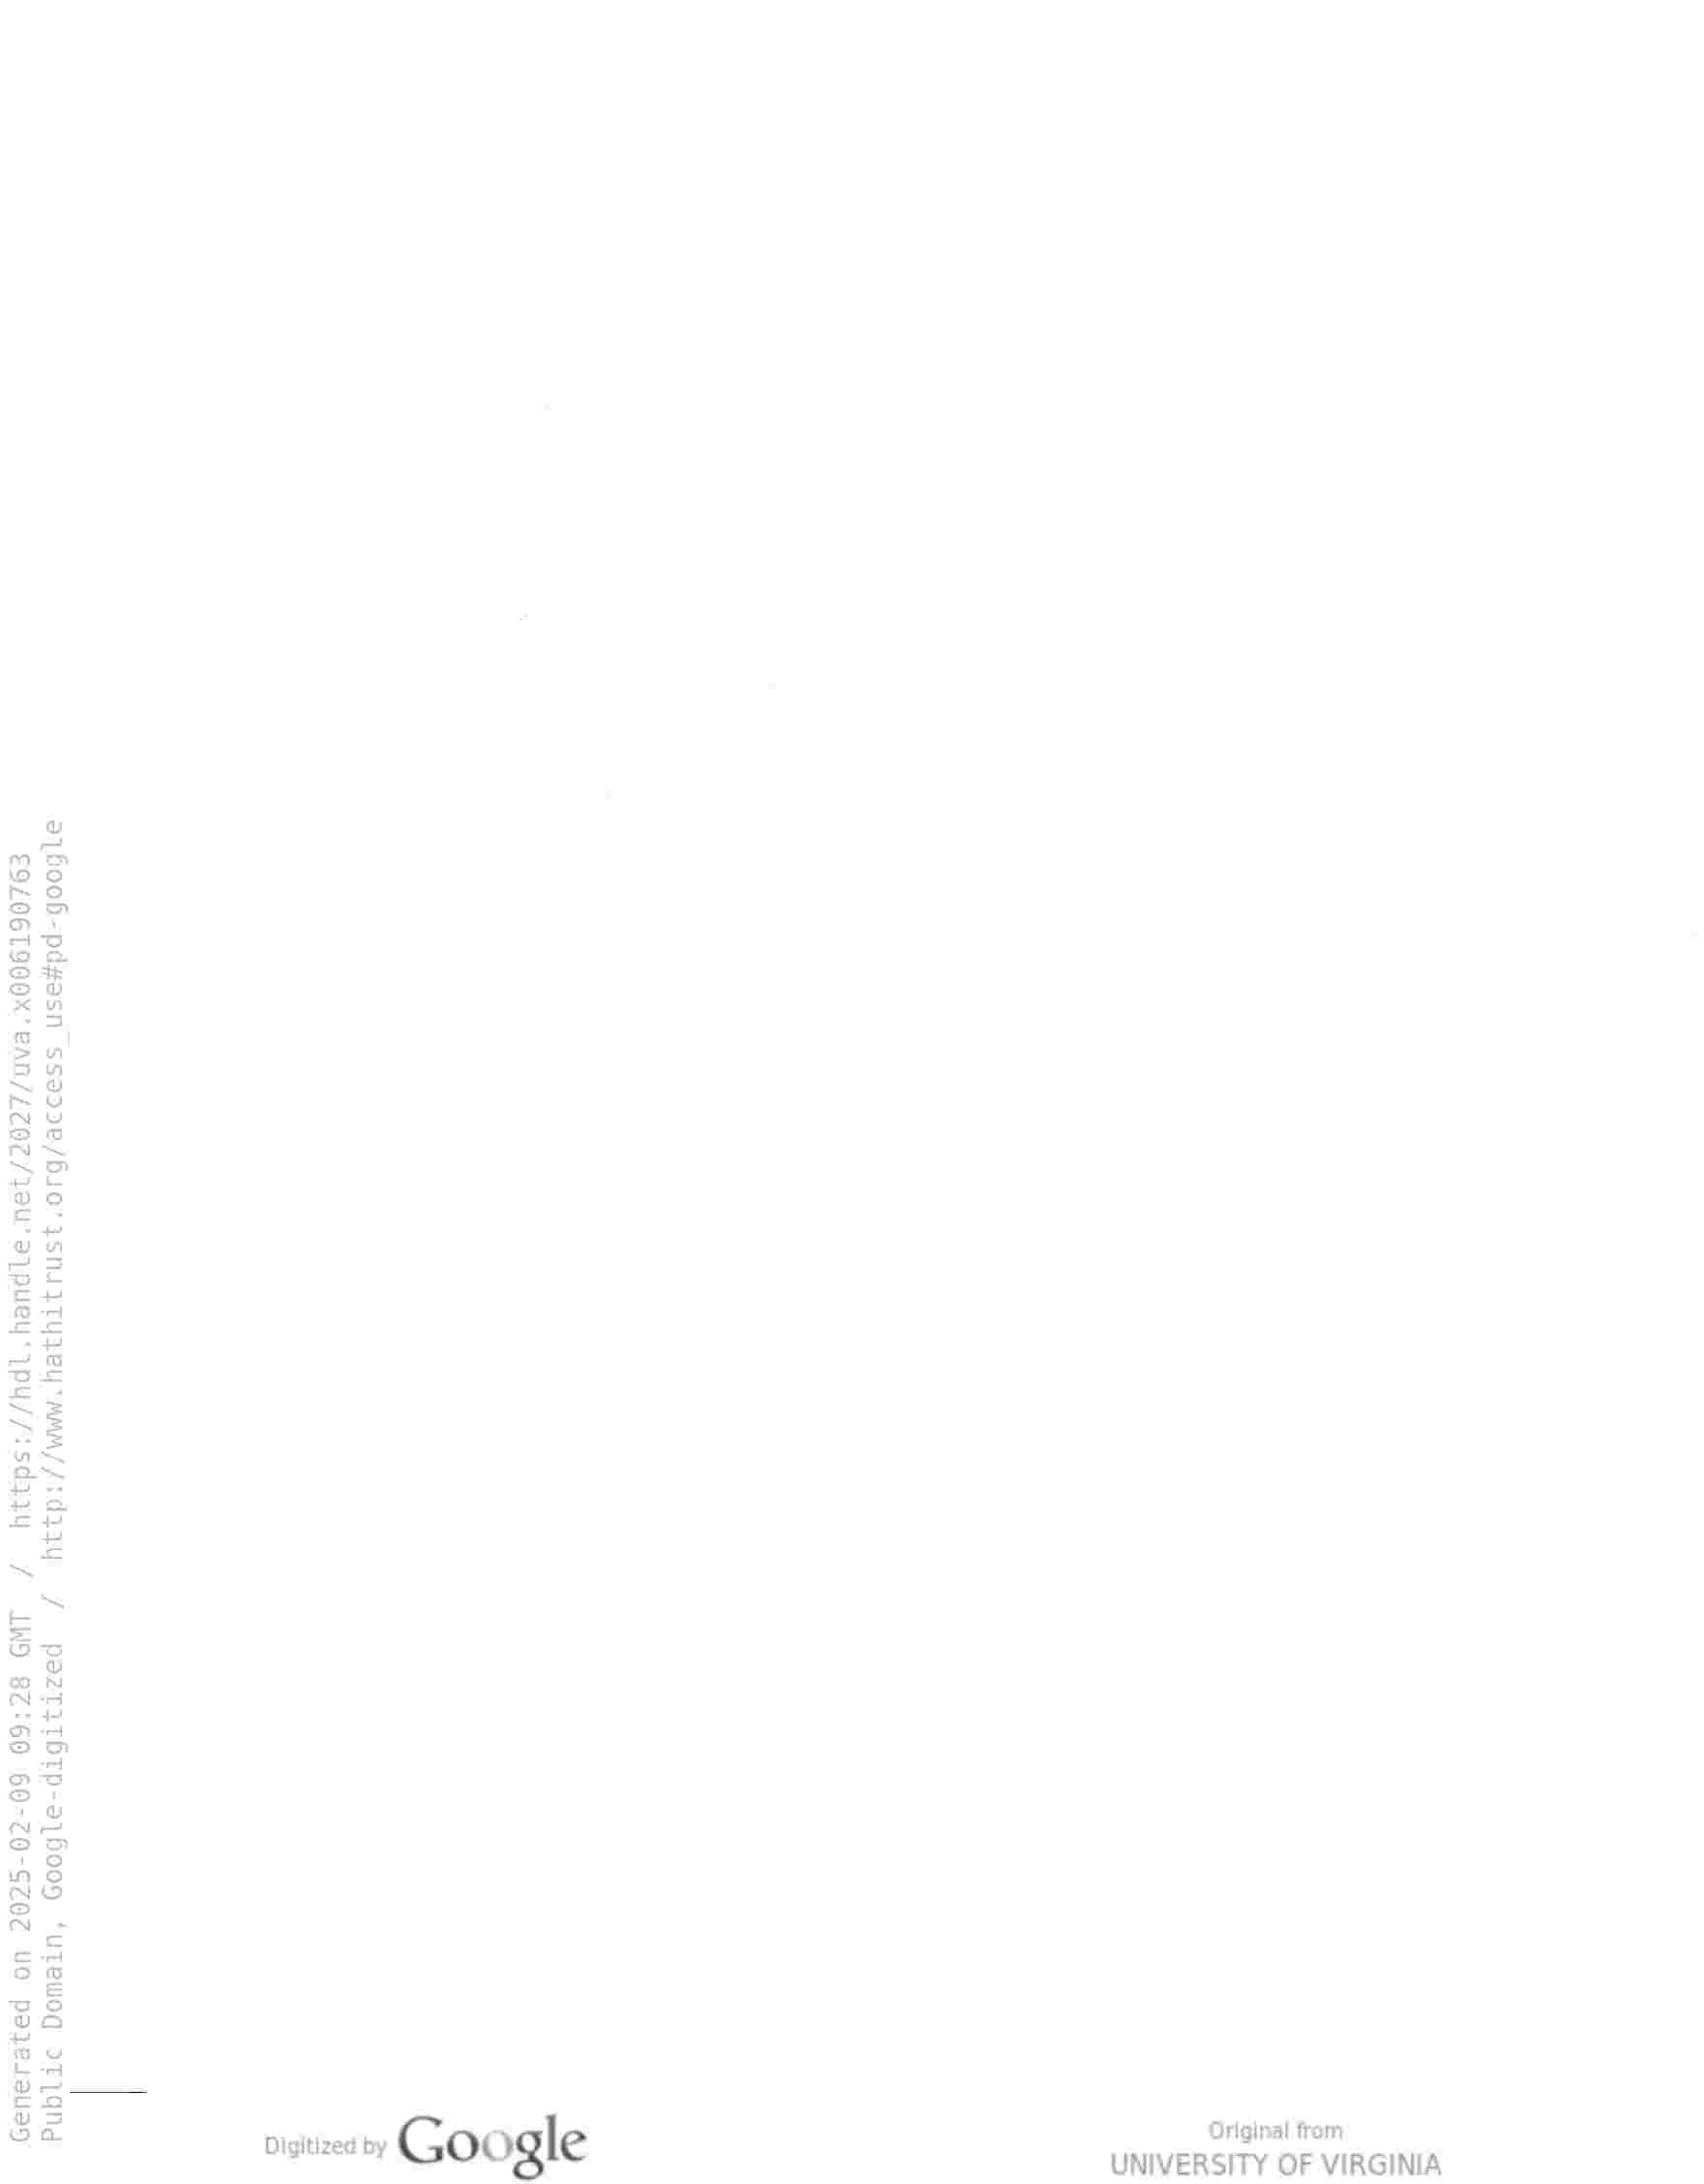 Generated on 2025-02-09 09:28 GMT / https://hdl.handle.net/2027/uva.x006190763
Public Domain, Google-digitized / http://www.hathitrust.org/access_use#pd-google
Digitized by Google
Original from
UNIVERSITY OF VIRGINIA